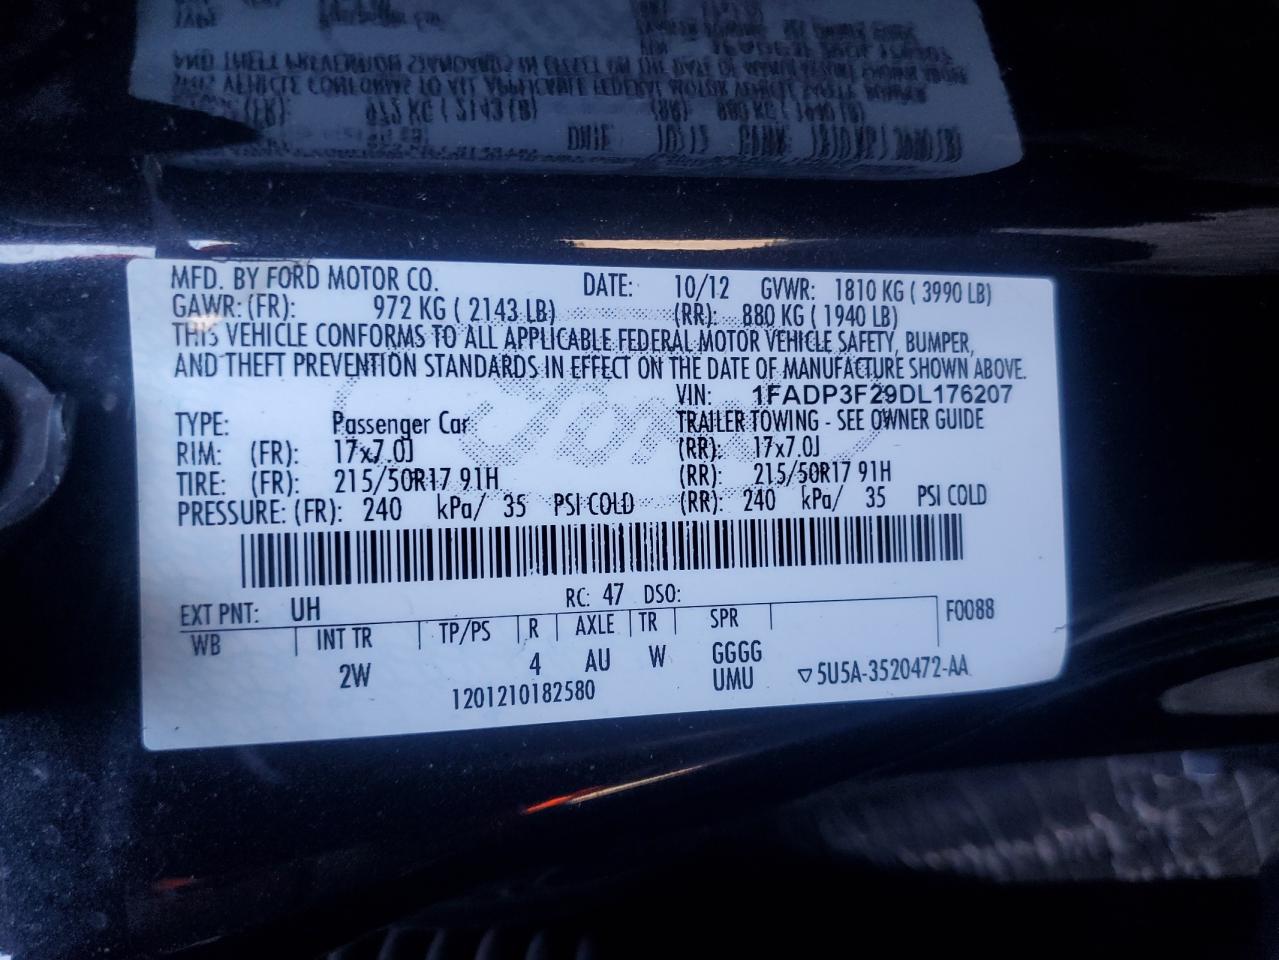 MFD. BY FORD MOTOR CO. DATE: 10/12 GVWR: 1810 KG ( 3990 LB)
GAWR: (FR): 972 KG ( 2143 LB) (RR): 880 KG ( 1940 LB)
THIS VEHICLE CONFORMS TO ALL APPLICABLE FEDERAL MOTOR VEHICLE SAFETY, BUMPER,
AND THEFT PREVENTION STANDARDS IN EFFECT ON THE DATE OF MANUFACTURE SHOWN ABOVE.
VIN: 1FADP3F29DL176207
TYPE: Passenger Car TRAILER TOWING - SEE OWNER GUIDE
RIM: (FR): 17x7.0J (RR): 17x7.0J
TIRE: (FR): 215/50R17 91H (RR): 215/50R17 91H
PRESSURE: (FR): 240 kPa/ 35 PSI COLD (RR): 240 kPa/ 35 PSI COLD
EXT PNT: UH RC: 47 DSO: F0088
WB INT TR TP/PS R AXLE TR SPR
2W 4 AU W GGGG
1201210182580 UMU ▽5U5A-3520472-AA